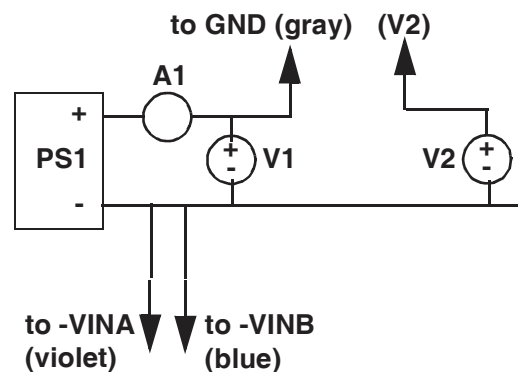 to GND (gray) (V2)
A1
+
PS1
-
+
-
V1
V2
+
-
to -VINA
(violet)
to -VINB
(blue)